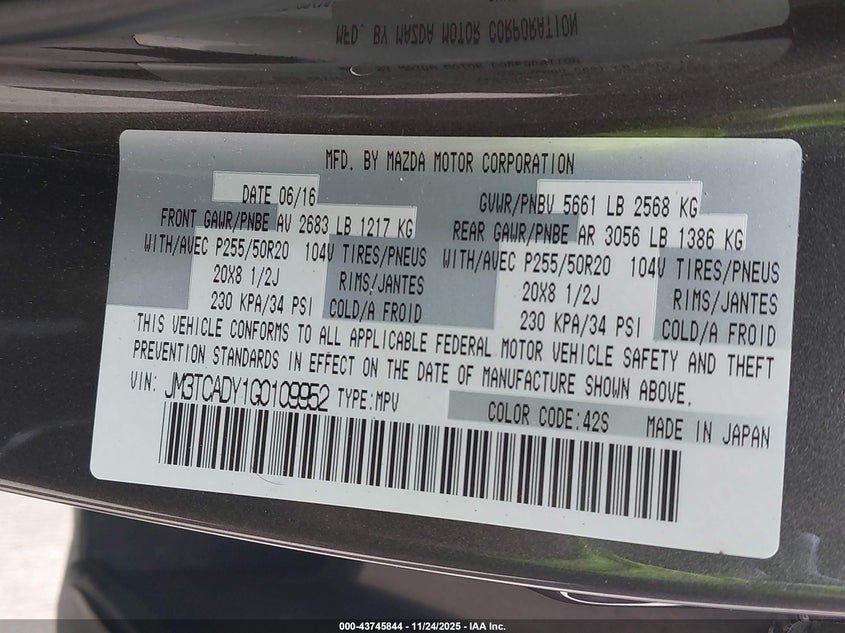 MFD. BY MAZDA MOTOR CORPORATION
MFD. BY MAZDA MOTOR CORPORATION
DATE 06/16 GVWR/PNBV 5661 LB 2568 KG
FRONT GAWR/PNBE AV 2683 LB 1217 KG REAR GAWR/PNBE AR 3056 LB 1386 KG
WITH/AVEC P255/50R20 104V TIRES/PNEUS WITH/AVEC P255/50R20 104V TIRES/PNEUS
20X8 1/2J RIMS/JANTES 20X8 1/2J RIMS/JANTES
230 KPA/34 PSI COLD/A FROID 230 KPA/34 PSI COLD/A FROID
THIS VEHICLE CONFORMS TO ALL APPLICABLE FEDERAL MOTOR VEHICLE SAFETY AND THEFT
PREVENTION STANDARDS IN EFFECT ON THE DATE OF MANUFACTURE SHOWN ABOVE.
VIN: JM3TCADY1G0109952 TYPE:MPV
COLOR CODE:42S MADE IN JAPAN
000-43745844 - 11/24/2025 - IAA Inc.